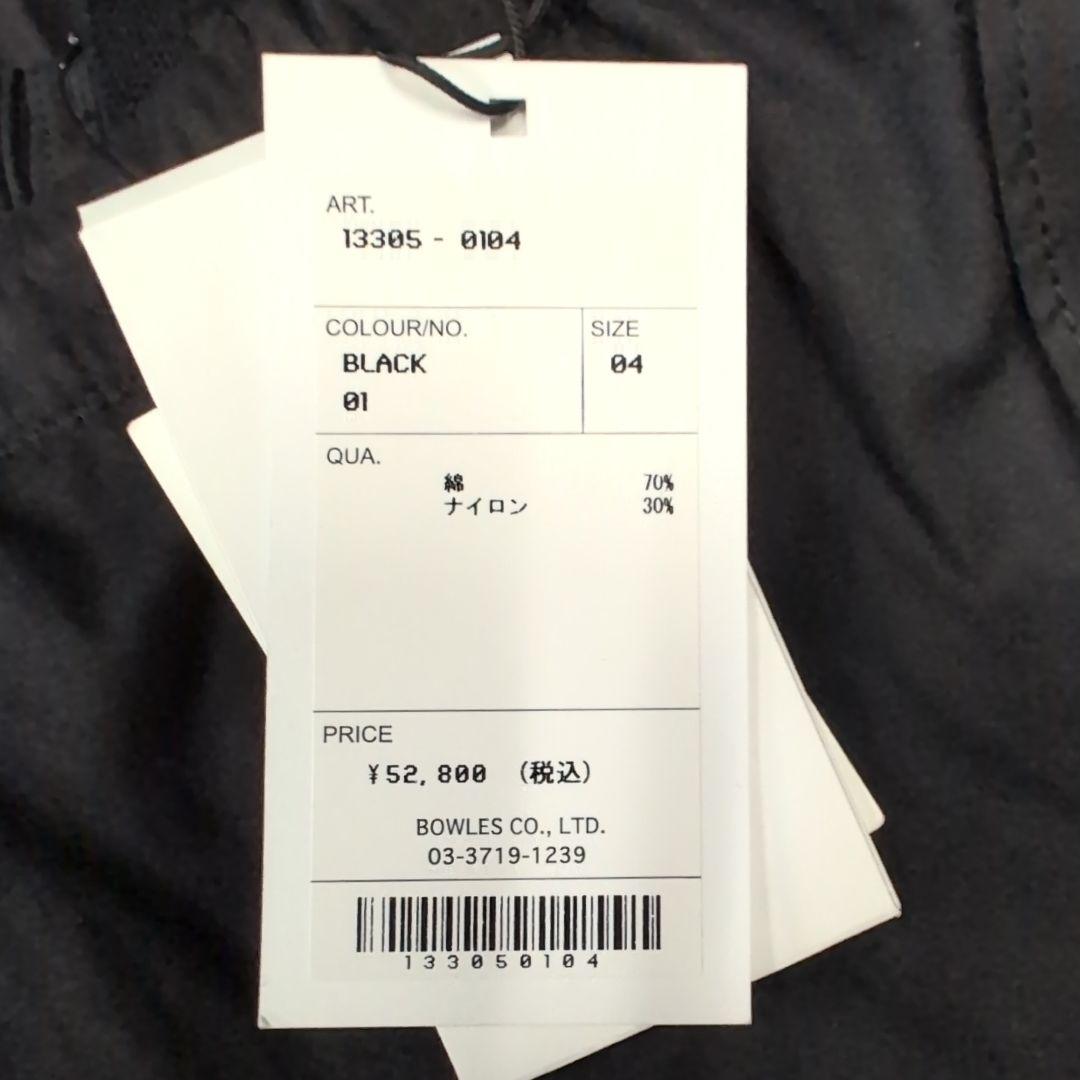 ART.
13305 - 0104
COLOUR/NO.
BLACK
01
SIZE
04
QUA.
綿 70%
ナイロン 30%
PRICE
¥52,800 (税込)
BOWLES CO., LTD.
03-3719-1239
133050104